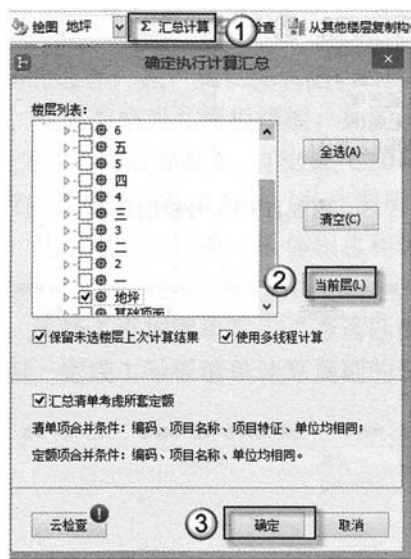 绘图 地坪 Σ 汇总计算 ① 查 从其他楼层复制构
确定执行计算汇总 ×
楼层列表：
6
五
5
四
4
三
3
二
2
一
地坪
基础顶面
全选(A)
清空(C)
② 当前层(L)
保留未选楼层上次计算结果 使用多线程计算
汇总清单考虑所套定额
清单项合并条件：编码、项目名称、项目特征、单位均相同；
定额项合并条件：编码、项目名称、单位均相同。
云检查 ! ③ 确定 取消